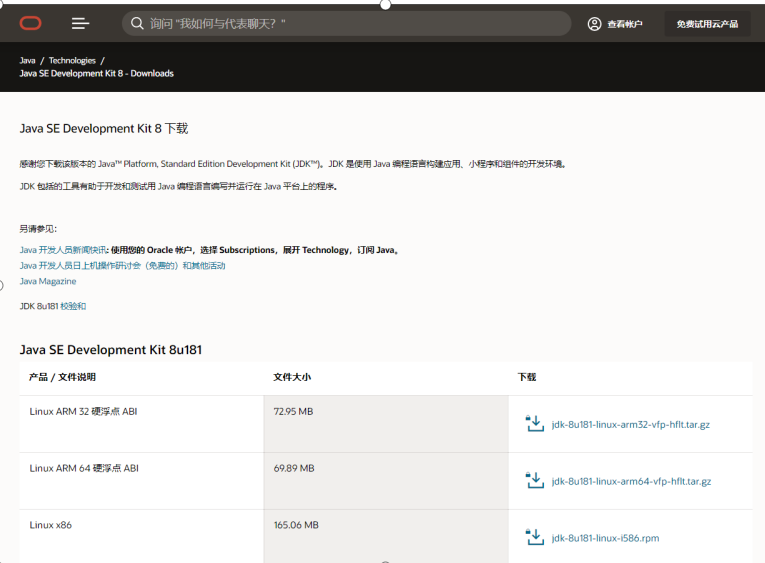 询问 "我如何与代表聊天？"
查看帐户
免费试用云产品
Java / Technologies /
Java SE Development Kit 8 - Downloads
Java SE Development Kit 8 下载
感谢您下载该版本的 Java™ Platform, Standard Edition Development Kit (JDK™)。JDK 是使用 Java 编程语言构建应用、小程序和组件的开发环境。
JDK 包括的工具有助于开发和测试用 Java 编程语言编写并运行在 Java 平台上的程序。
另请参见：
Java 开发人员新闻快讯: 使用您的 Oracle 帐户，选择 Subscriptions，展开 Technology，订阅 Java。
Java 开发人员日上机操作研讨会（免费的）和其他活动
Java Magazine
JDK 8u181 校验和
Java SE Development Kit 8u181
产品 / 文件说明 文件大小 下载
Linux ARM 32 硬浮点 ABI 72.95 MB jdk-8u181-linux-arm32-vfp-hflt.tar.gz
Linux ARM 64 硬浮点 ABI 69.89 MB jdk-8u181-linux-arm64-vfp-hflt.tar.gz
Linux x86 165.06 MB jdk-8u181-linux-i586.rpm